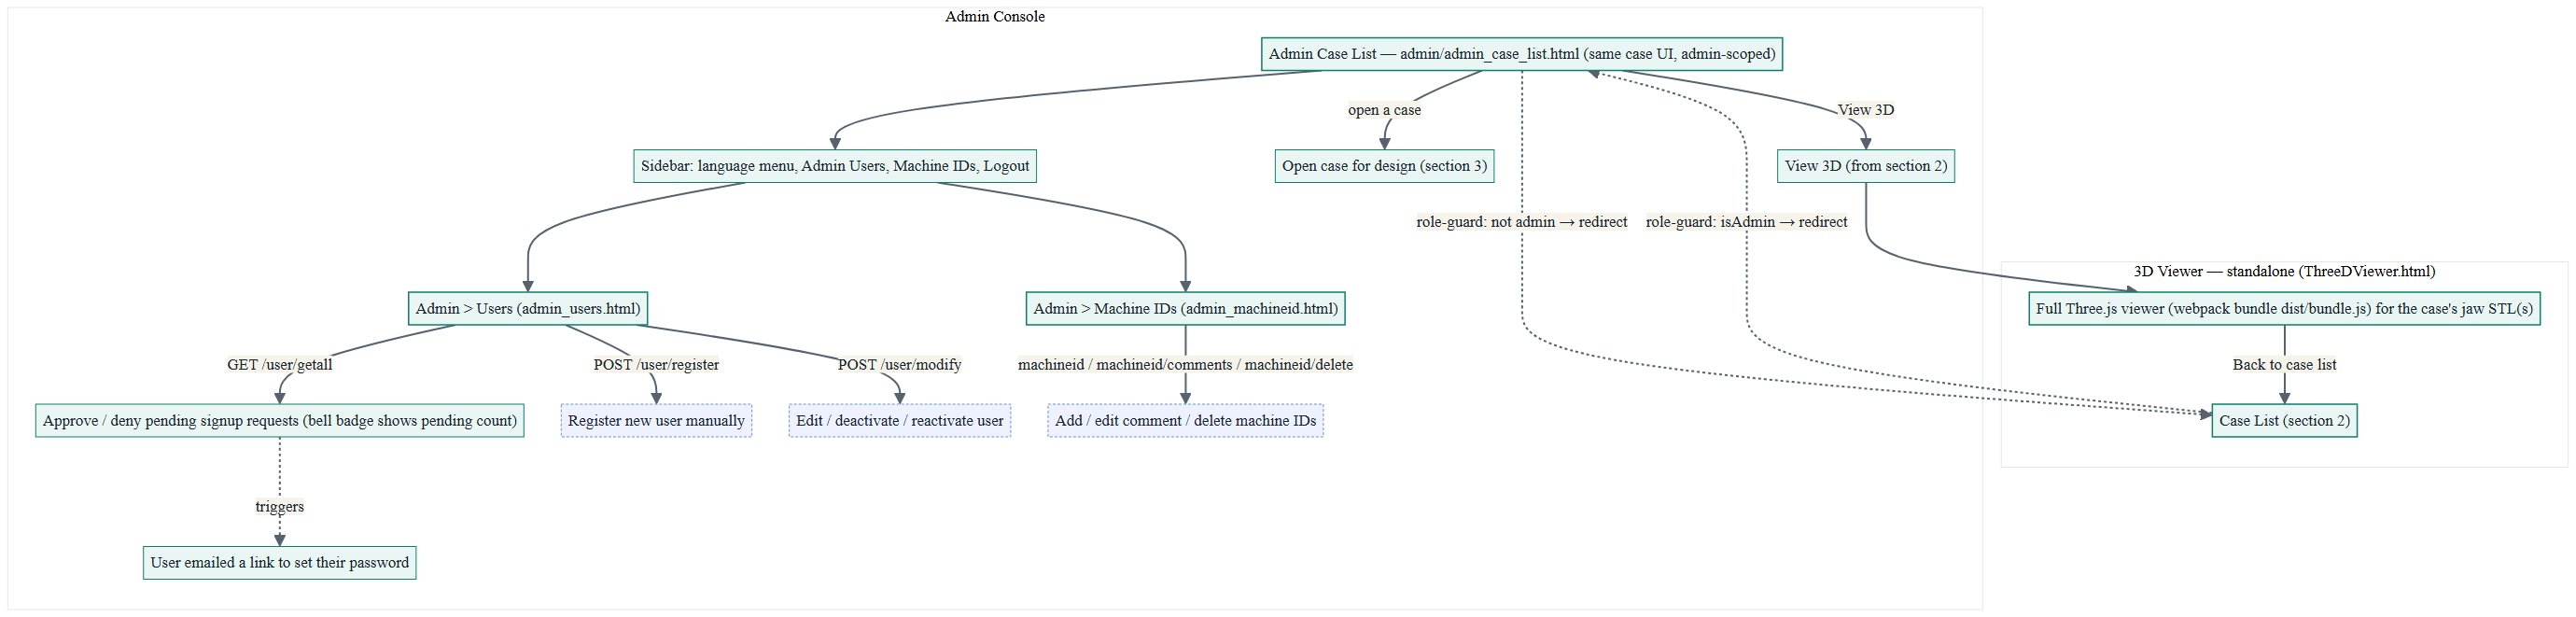 Admin Console
Admin Case List — admin/admin_case_list.html (same case UI, admin-scoped)
open a case
View 3D
Sidebar: language menu, Admin Users, Machine IDs, Logout
Open case for design (section 3)
View 3D (from section 2)
role-guard: not admin → redirect
role-guard: isAdmin → redirect
3D Viewer — standalone (ThreeDViewer.html)
Admin > Users (admin_users.html)
Admin > Machine IDs (admin_machineid.html)
Full Three.js viewer (webpack bundle dist/bundle.js) for the case's jaw STL(s)
GET /user/getall
POST /user/register
POST /user/modify
machineid / machineid/comments / machineid/delete
Back to case list
Approve / deny pending signup requests (bell badge shows pending count)
Register new user manually
Edit / deactivate / reactivate user
Add / edit comment / delete machine IDs
Case List (section 2)
triggers
User emailed a link to set their password